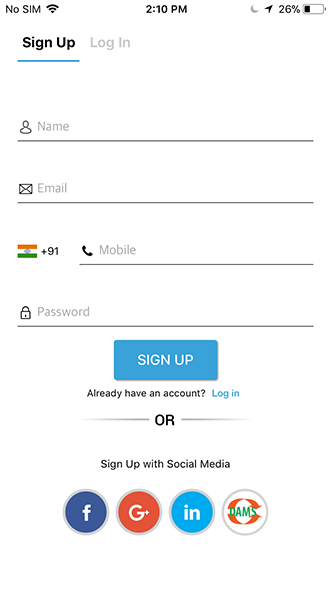 No SIM 2:10 PM 26%
Sign Up Log In
Name
Email
+91 Mobile
Password
SIGN UP
Already have an account? Log in
OR
Sign Up with Social Media
f G+ in DAMS